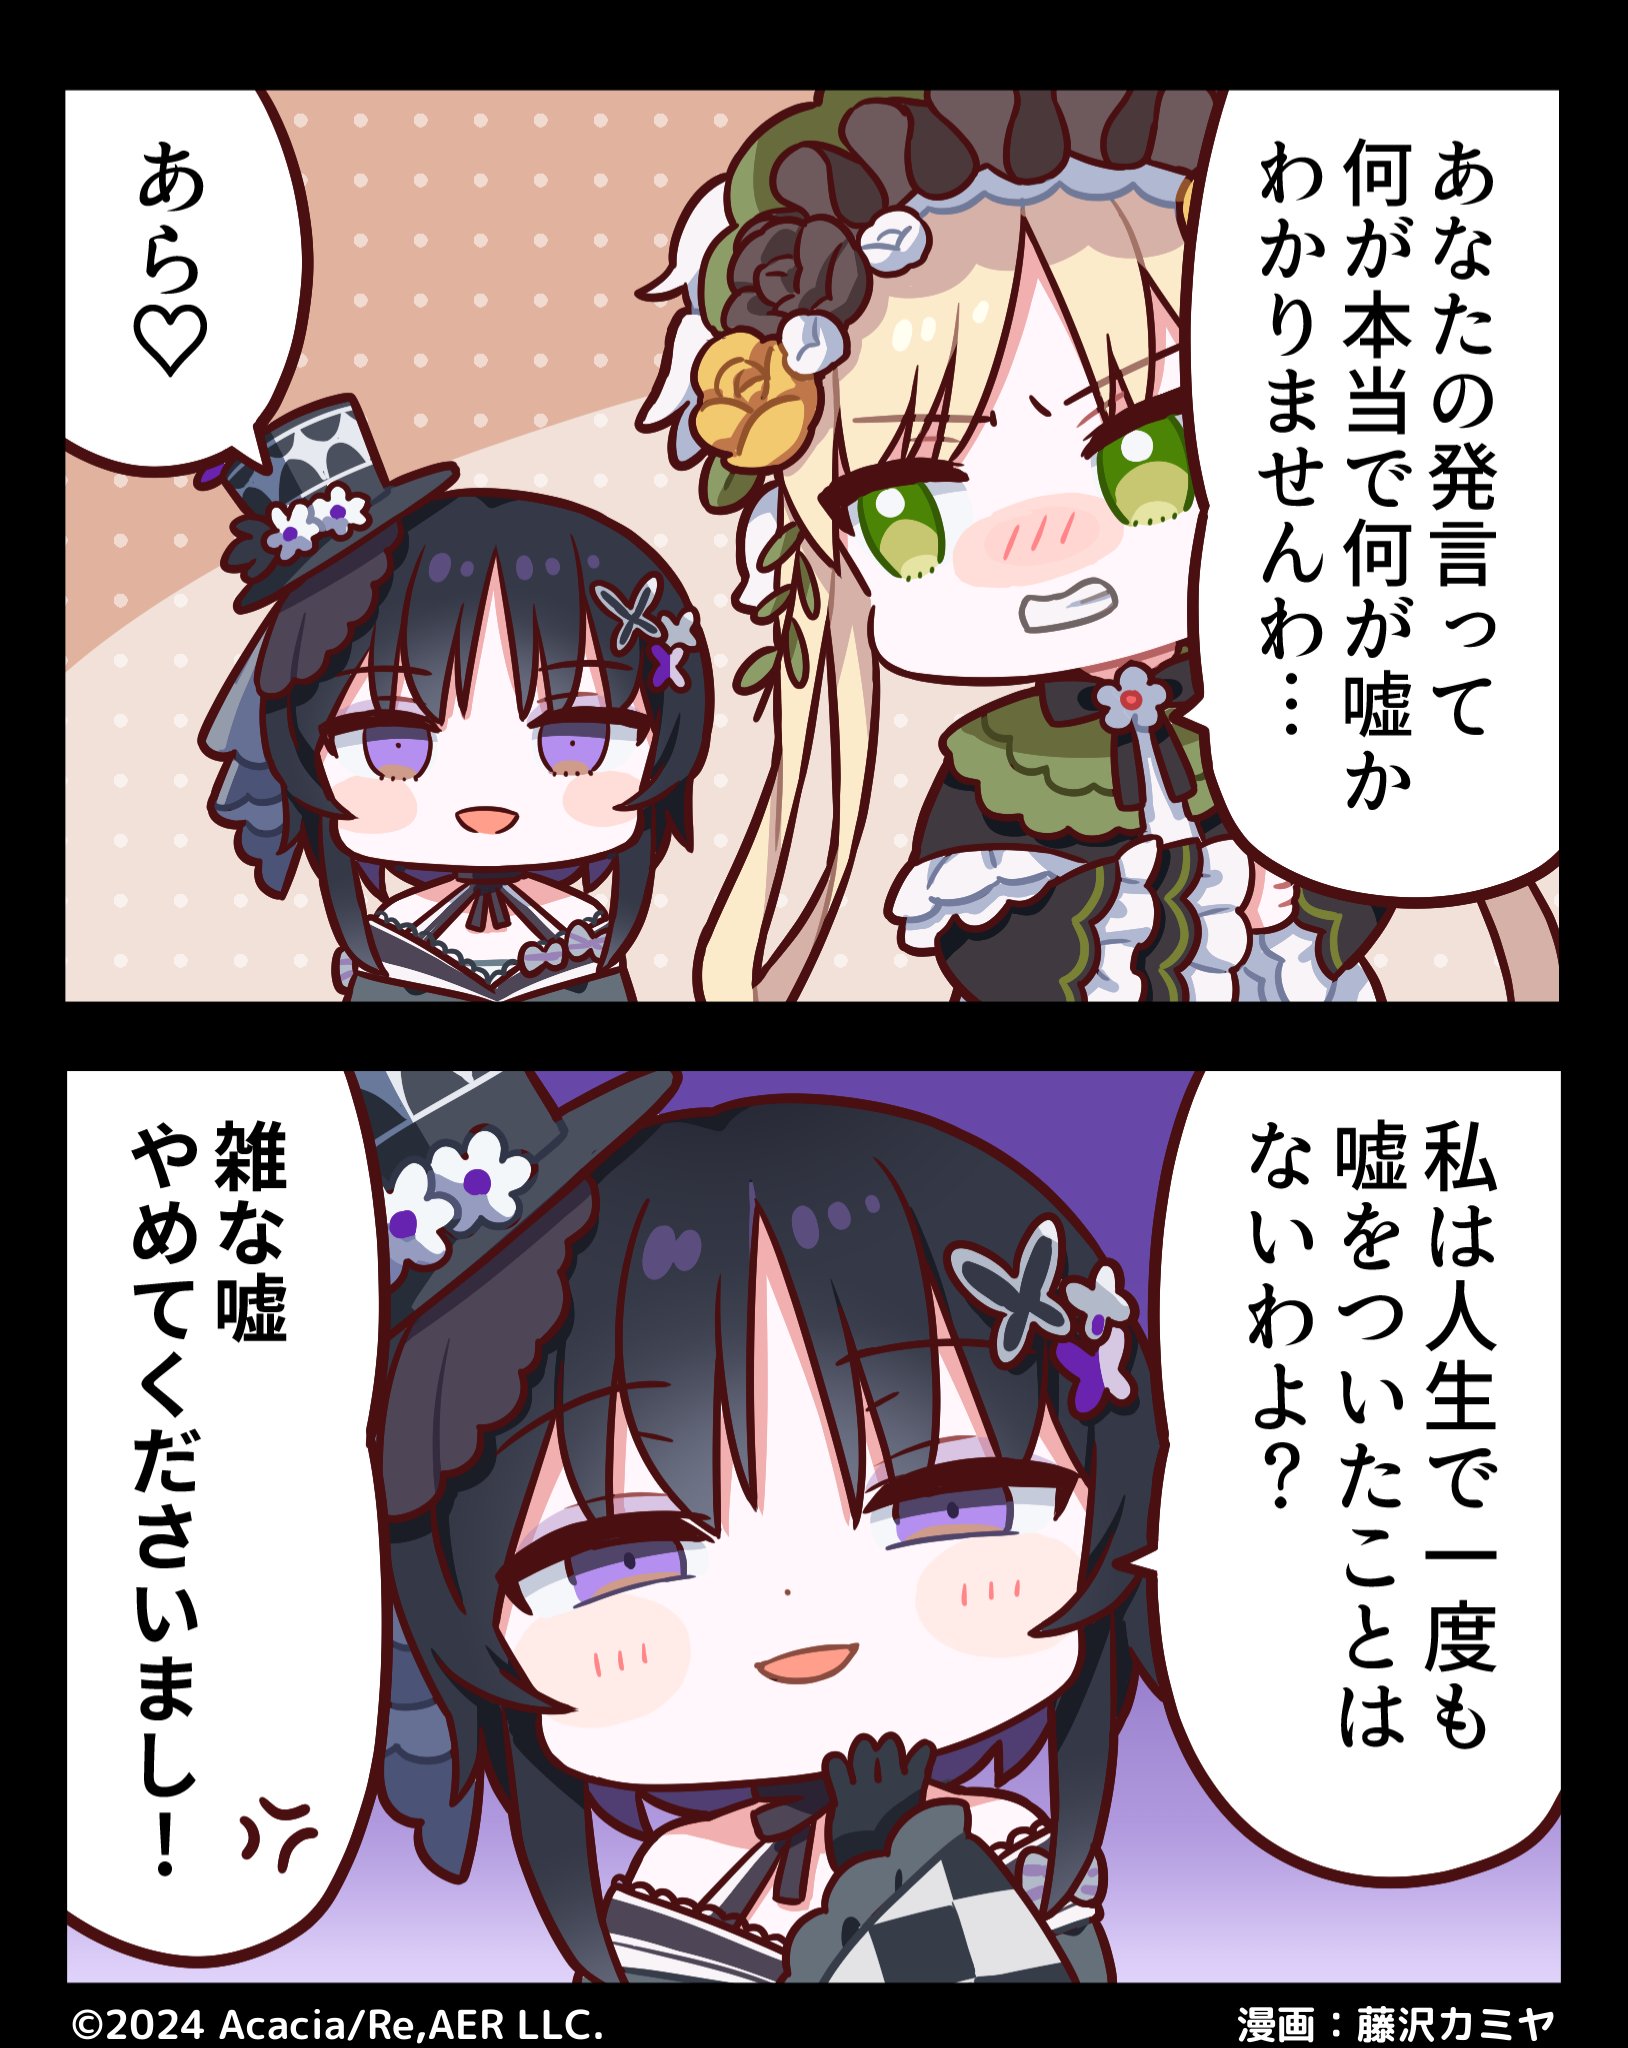 あなたの発言って
何が本当で何が嘘か
わかりませんわ…
あら♡
私は人生で一度も
嘘をついたことは
ないわよ？
雑な嘘
やめてくださいまし！
©2024 Acacia/Re,AER LLC.
漫画：藤沢カミヤ